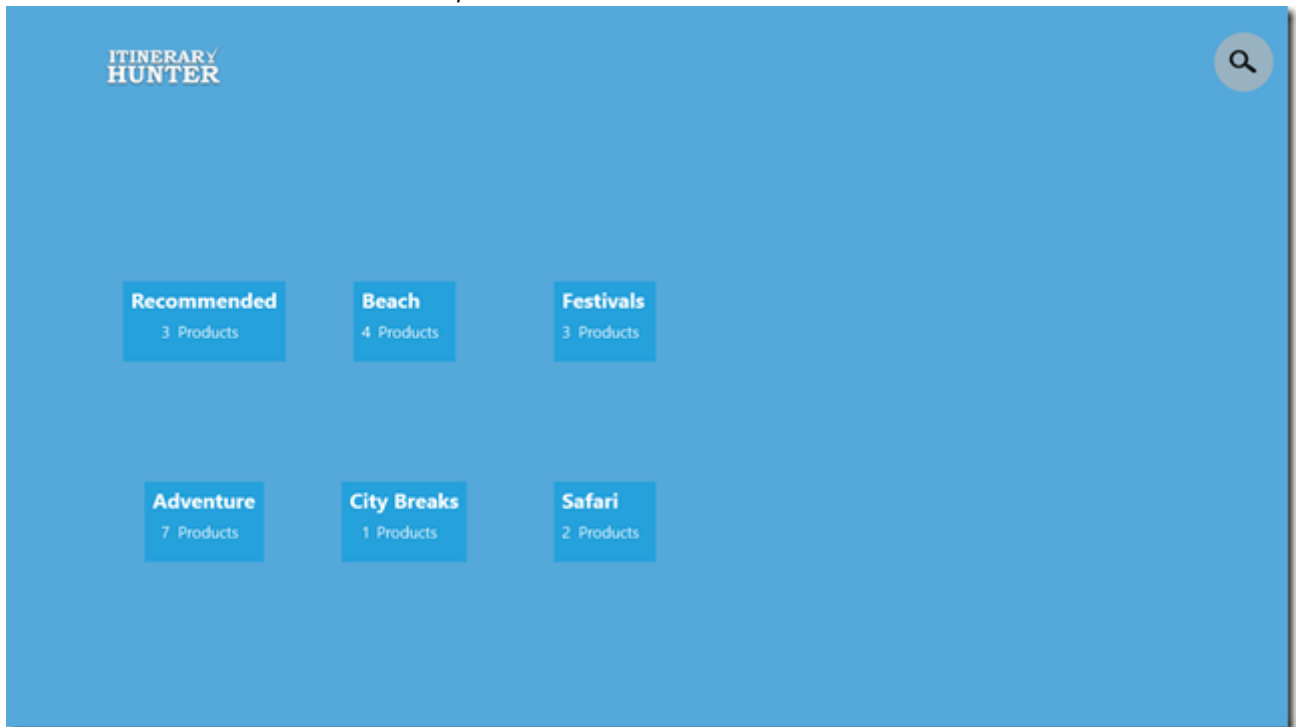 ITINERARY
HUNTER
Recommended
3 Products
Beach
4 Products
Festivals
3 Products
Adventure
7 Products
City Breaks
1 Products
Safari
2 Products